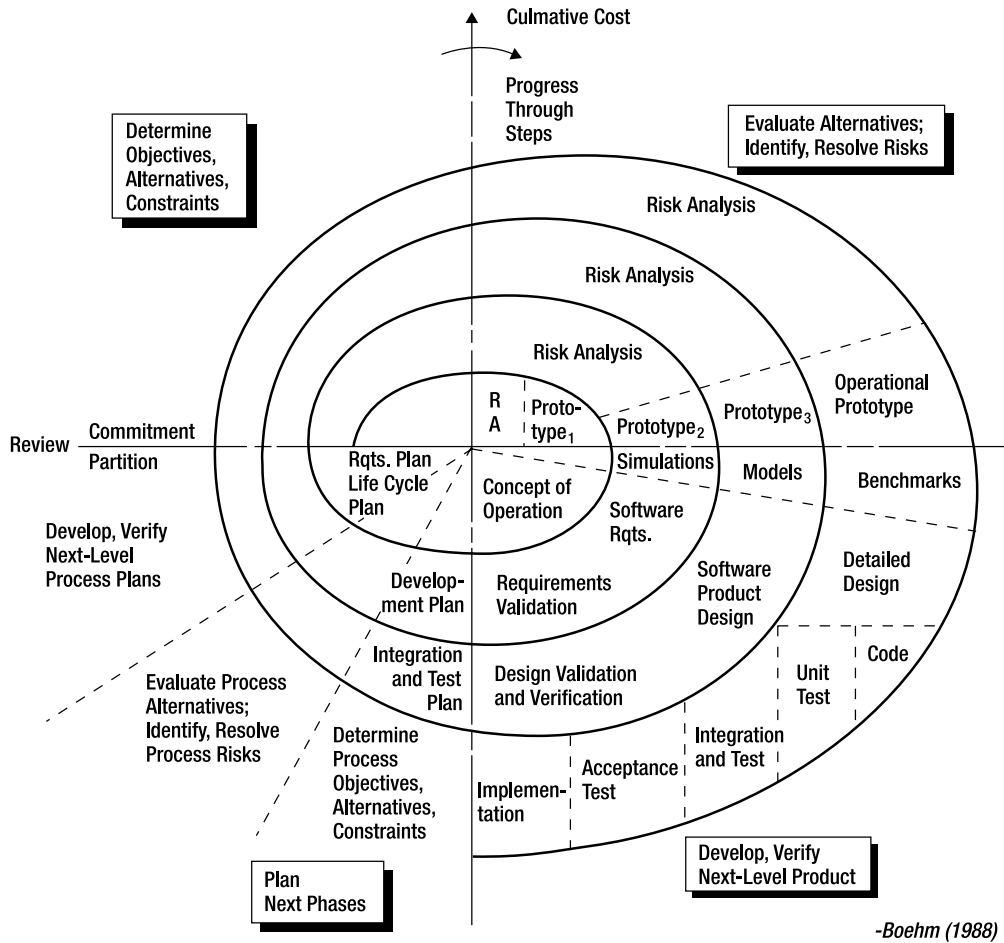 Culmative Cost
Progress
Through
Steps
Determine
Objectives,
Alternatives,
Constraints
Evaluate Alternatives;
Identify, Resolve Risks
Risk Analysis
Risk Analysis
Risk Analysis
R
A
Proto-
type1
Prototype2
Prototype3
Operational
Prototype
Review
Commitment
Partition
Rqts. Plan
Life Cycle
Plan
Concept of
Operation
Simulations
Models
Benchmarks
Software
Rqts.
Develop, Verify
Next-Level
Process Plans
Develop-
ment Plan
Requirements
Validation
Software
Product
Design
Detailed
Design
Integration
and Test
Plan
Design Validation
and Verification
Unit
Test
Code
Evaluate Process
Alternatives;
Identify, Resolve
Process Risks
Determine
Process
Objectives,
Alternatives,
Constraints
Implemen-
tation
Acceptance
Test
Integration
and Test
Plan
Next Phases
Develop, Verify
Next-Level Product
-Boehm (1988)